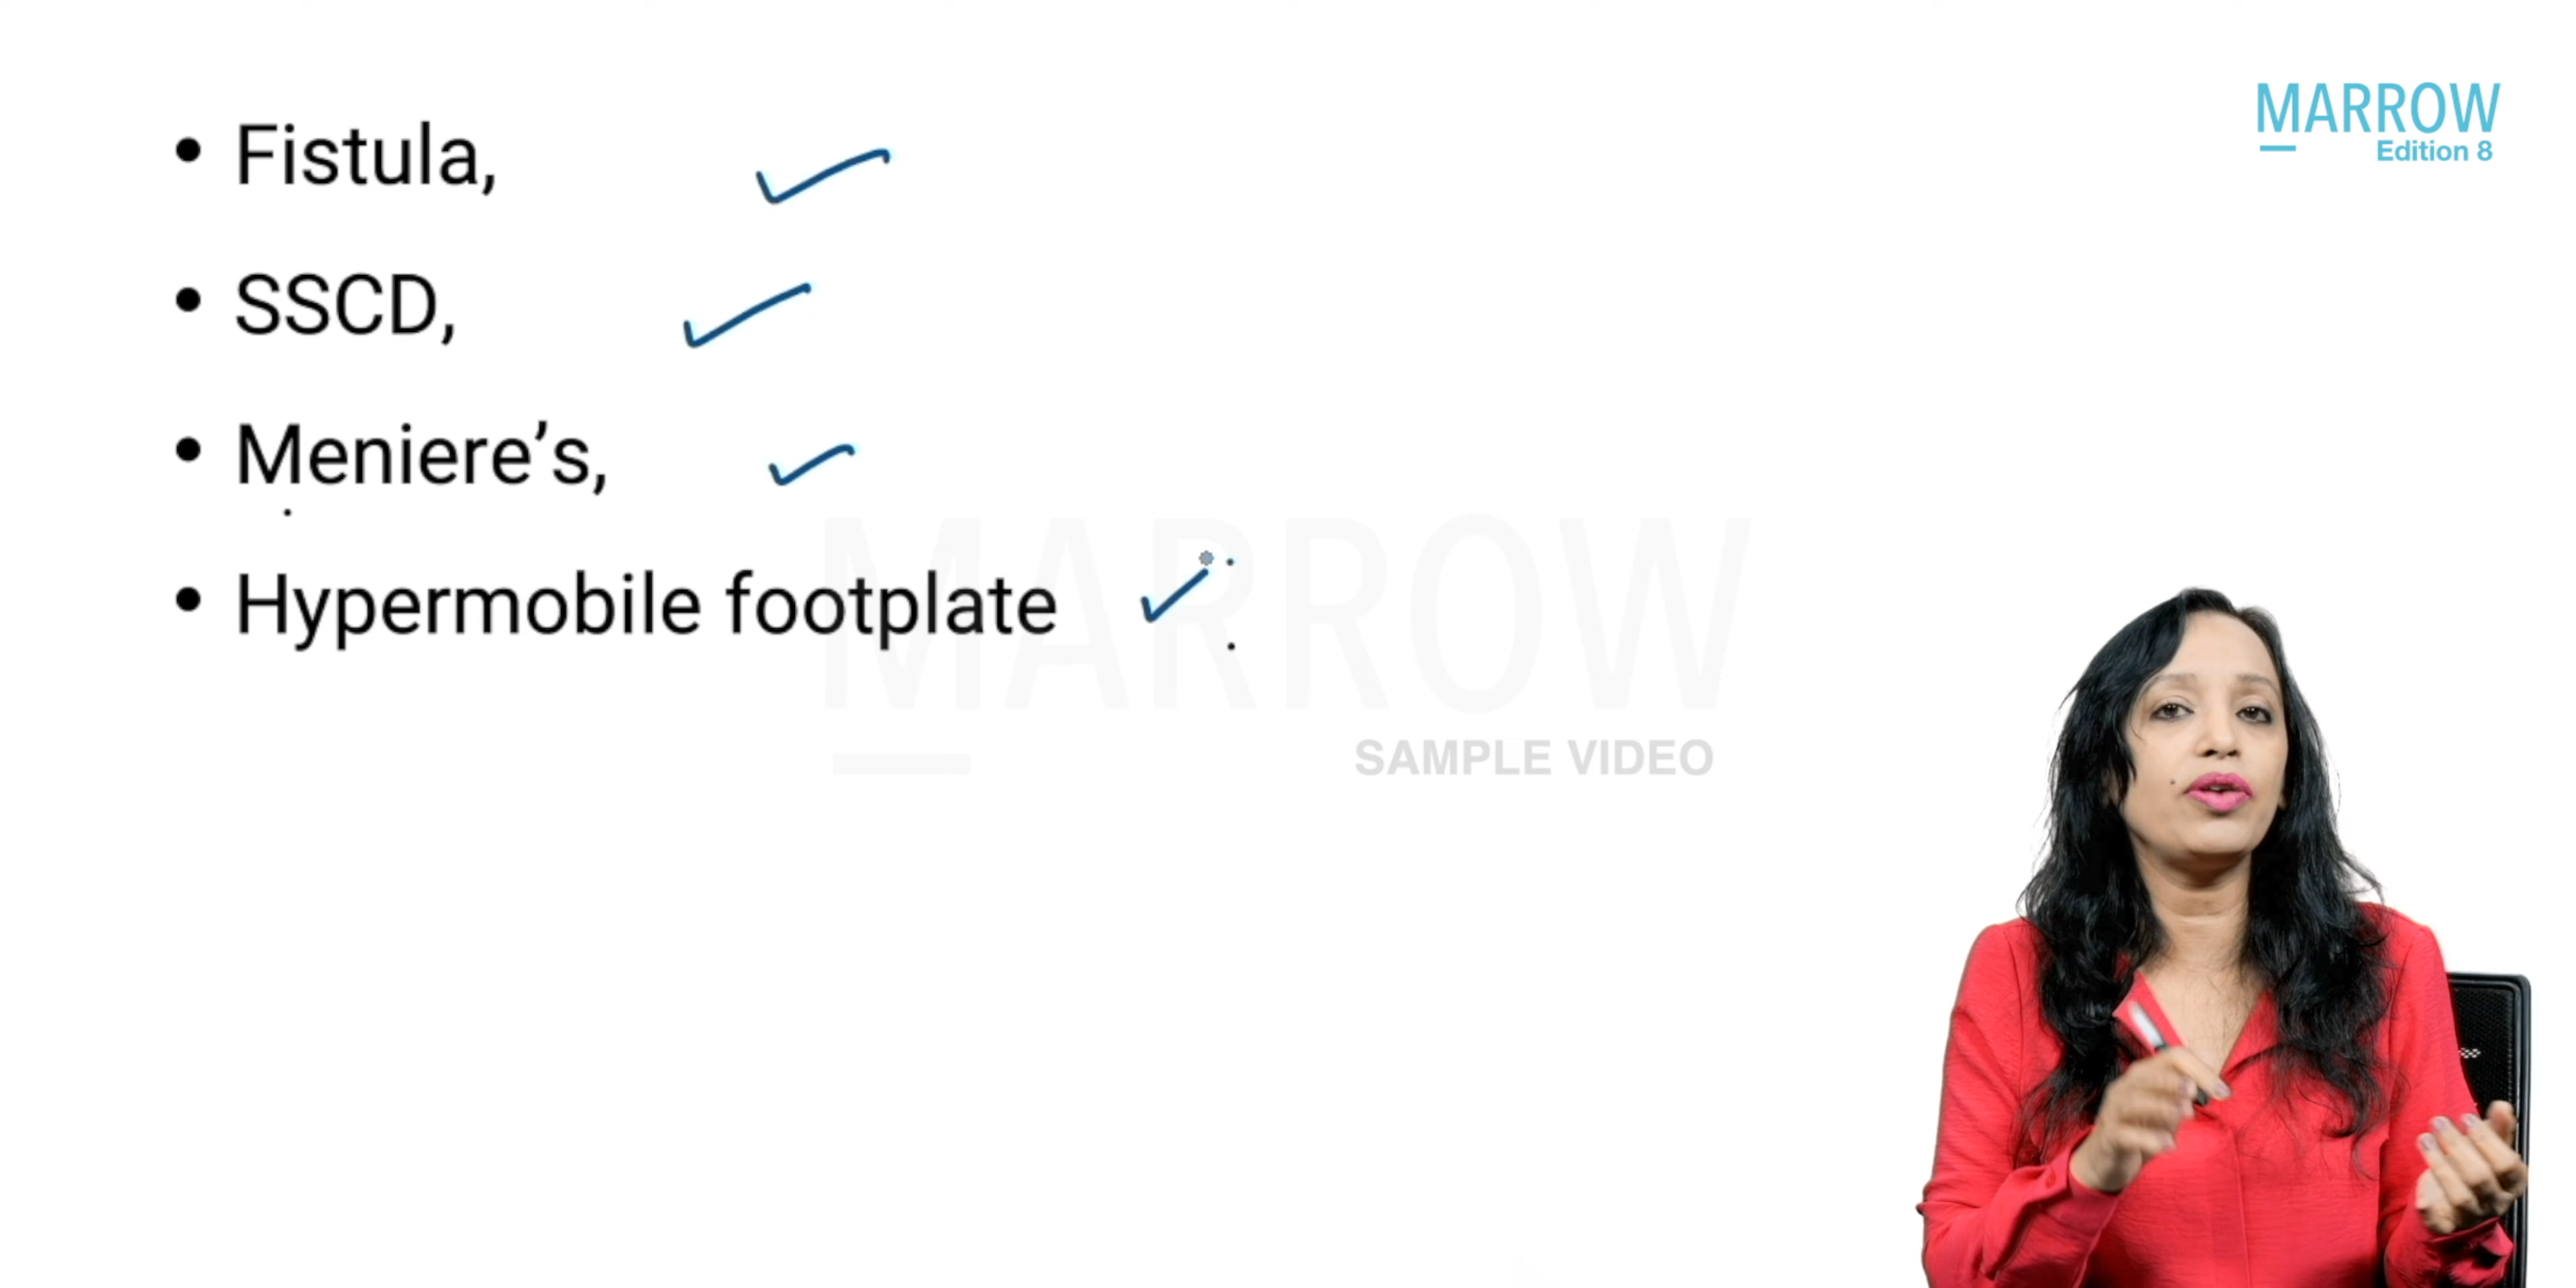 MARROW
Edition 8
• Fistula,
• SSCD,
• Meniere’s,
• Hypermobile footplate
MARROW
SAMPLE VIDEO